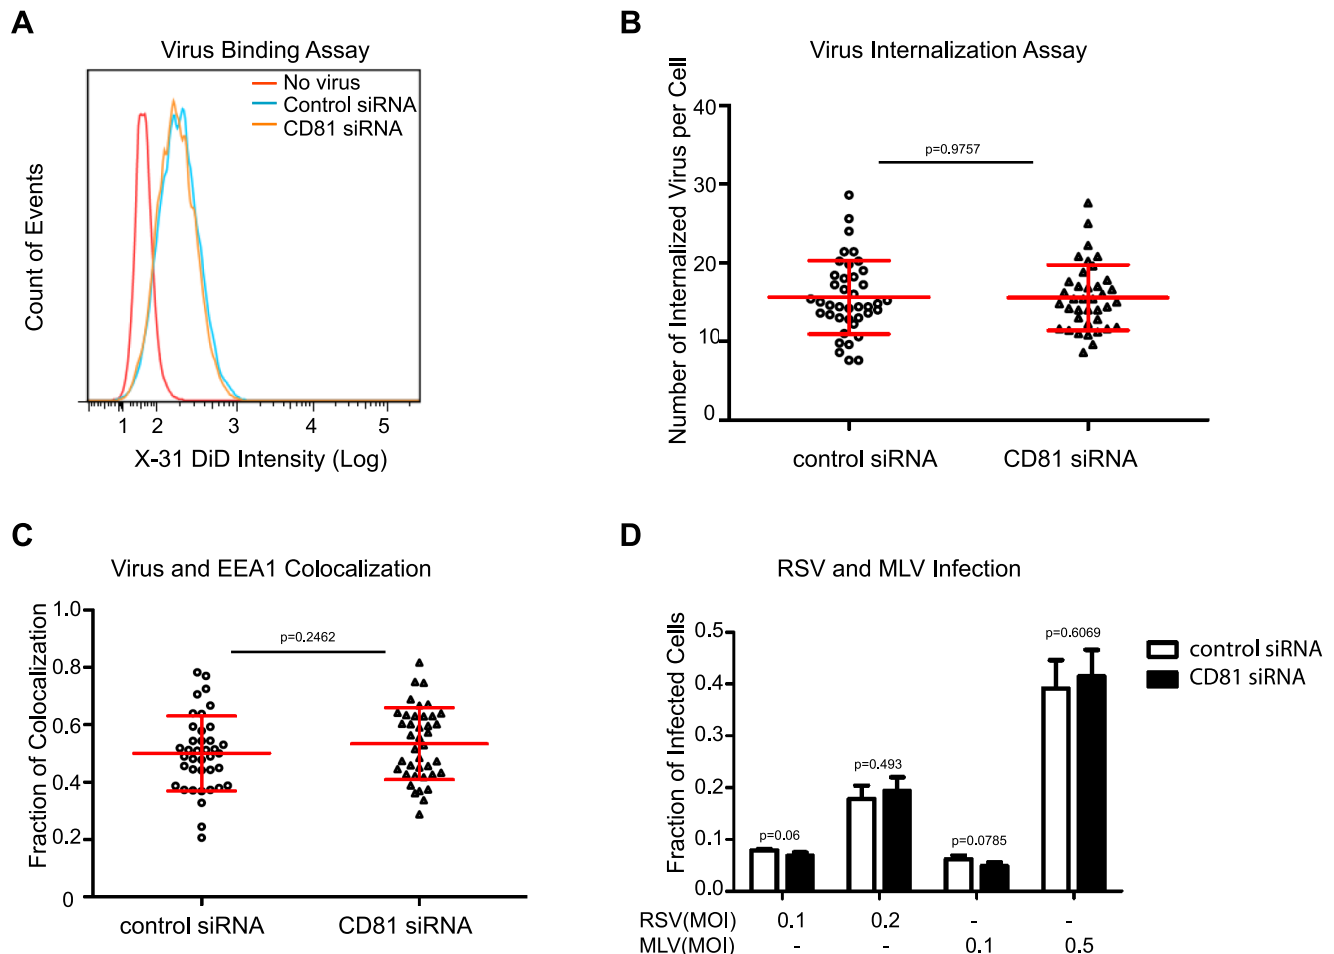 A
Virus Binding Assay
No virus
Control siRNA
CD81 siRNA
Count of Events
1 2 3 4 5
X-31 DiD Intensity (Log)
B
Virus Internalization Assay
Number of Internalized Virus per Cell
40
30
20
10
0
p=0.9757
control siRNA CD81 siRNA
C
Virus and EEA1 Colocalization
Fraction of Colocalization
1.0
0.8
0.6
0.4
0.2
0
p=0.2462
control siRNA CD81 siRNA
D
RSV and MLV Infection
Fraction of Infected Cells
0.5
0.4
0.3
0.2
0.1
0.0
p=0.06
p=0.493
p=0.0785
p=0.6069
control siRNA
CD81 siRNA
RSV(MOI) 0.1 0.2 - -
MLV(MOI) - - 0.1 0.5